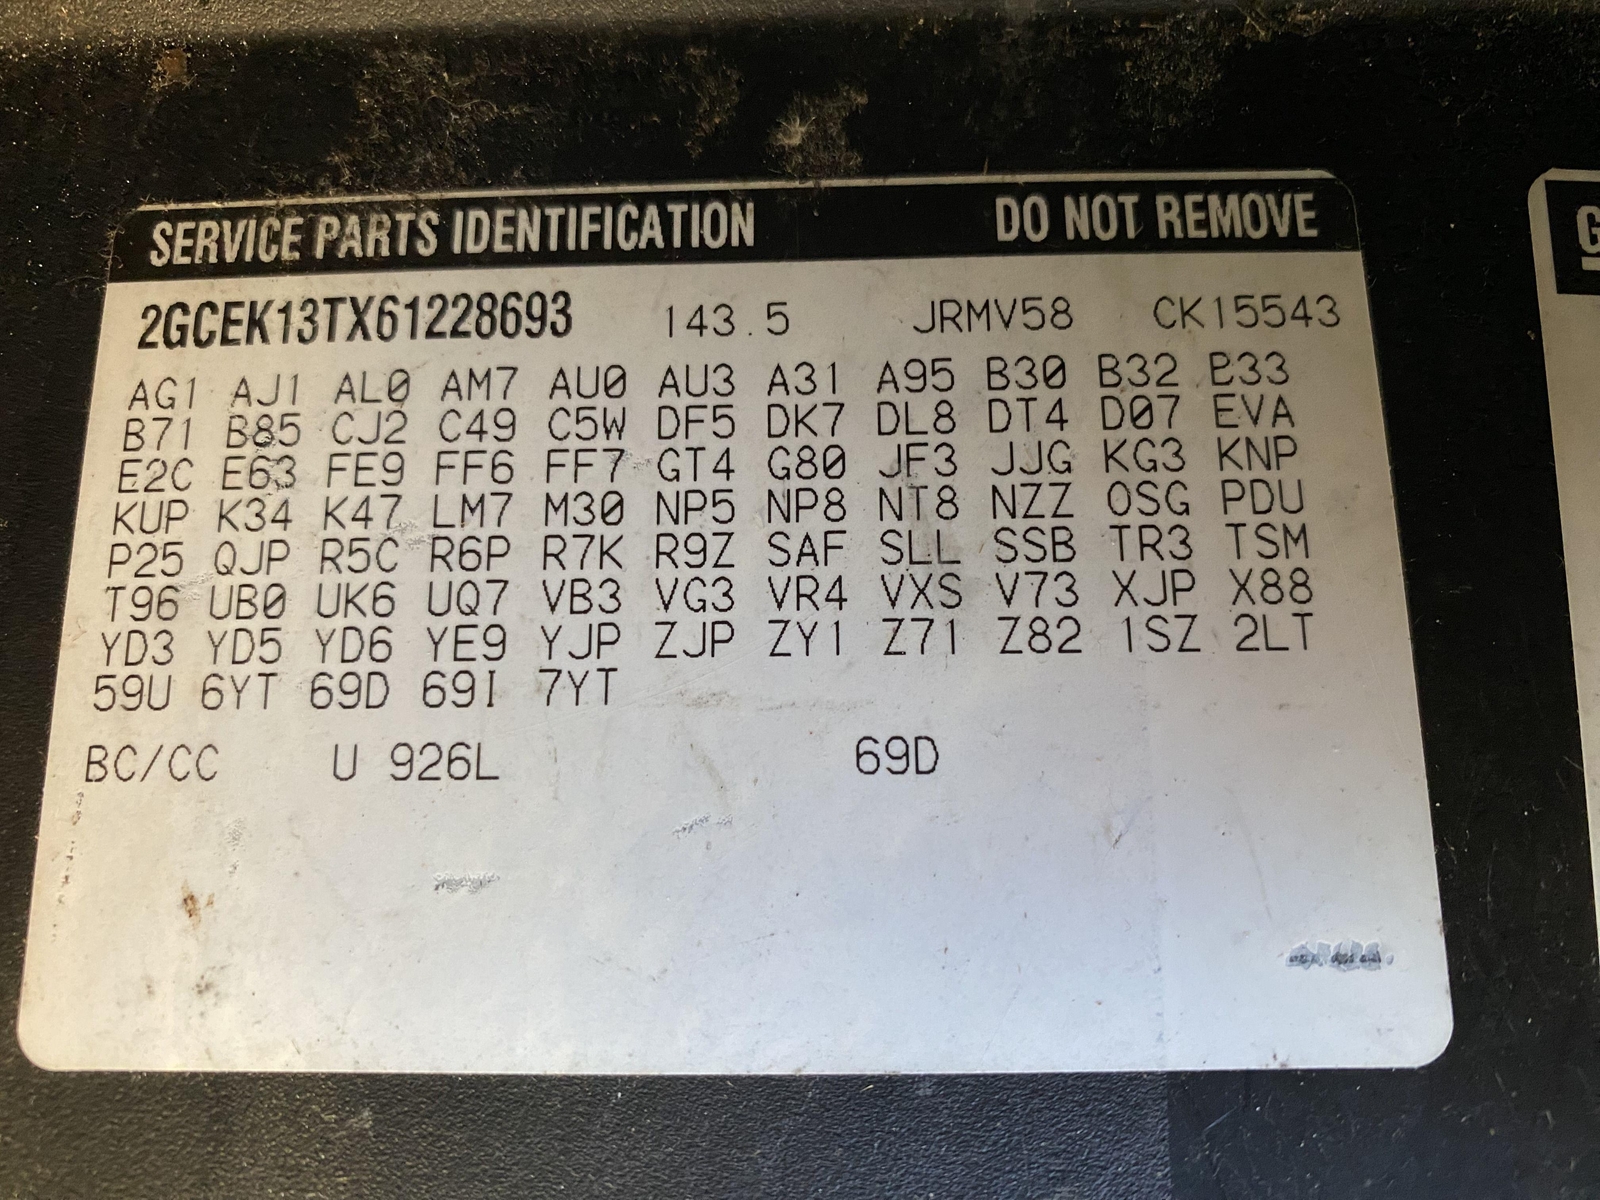 SERVICE PARTS IDENTIFICATION DO NOT REMOVE
2GCEK13TX61228693 143.5 JRMV58 CK15543
AG1 AJ1 AL0 AM7 AU0 AU3 A31 A95 B30 B32 B33
B71 B85 CJ2 C49 C5W DF5 DK7 DL8 DT4 D07 EVA
E2C E63 FE9 FF6 FF7 GT4 G80 JF3 JJG KG3 KNP
KUP K34 K47 LM7 M30 NP5 NP8 NT8 NZZ OSG PDU
P25 QJP R5C R6P R7K R9Z SAF SLL SSB TR3 TSM
T96 UB0 UK6 UQ7 VB3 VG3 VR4 VXS V73 XJP X88
YD3 YD5 YD6 YE9 YJP ZJP ZY1 Z71 Z82 1SZ 2LT
59U 6YT 69D 69I 7YT
BC/CC U 926L 69D
G